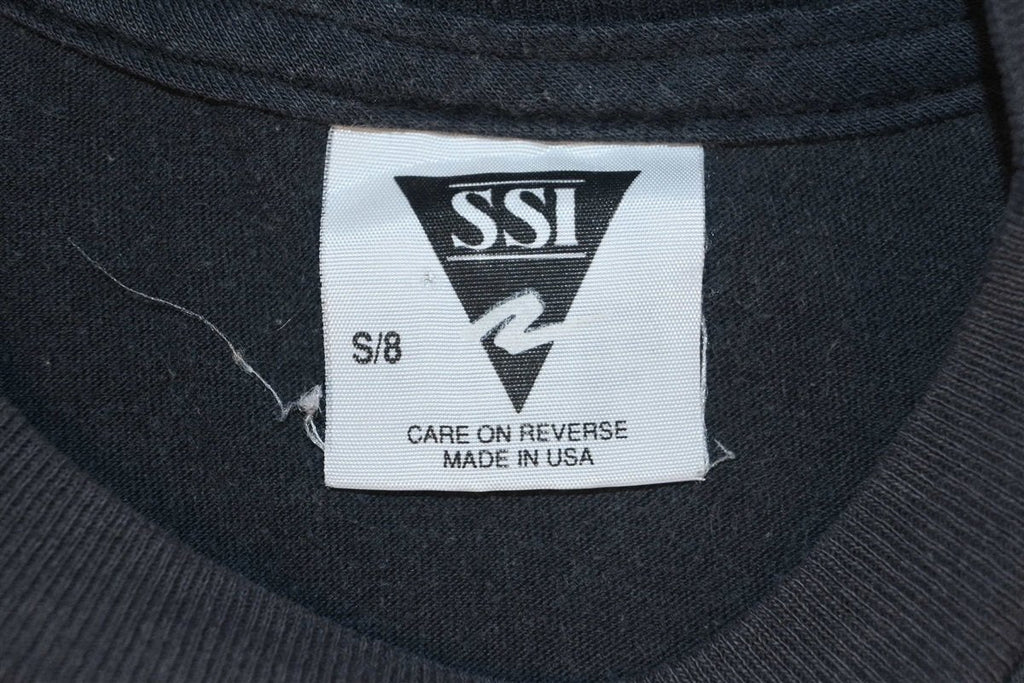 SSI
S/8
CARE ON REVERSE
MADE IN USA